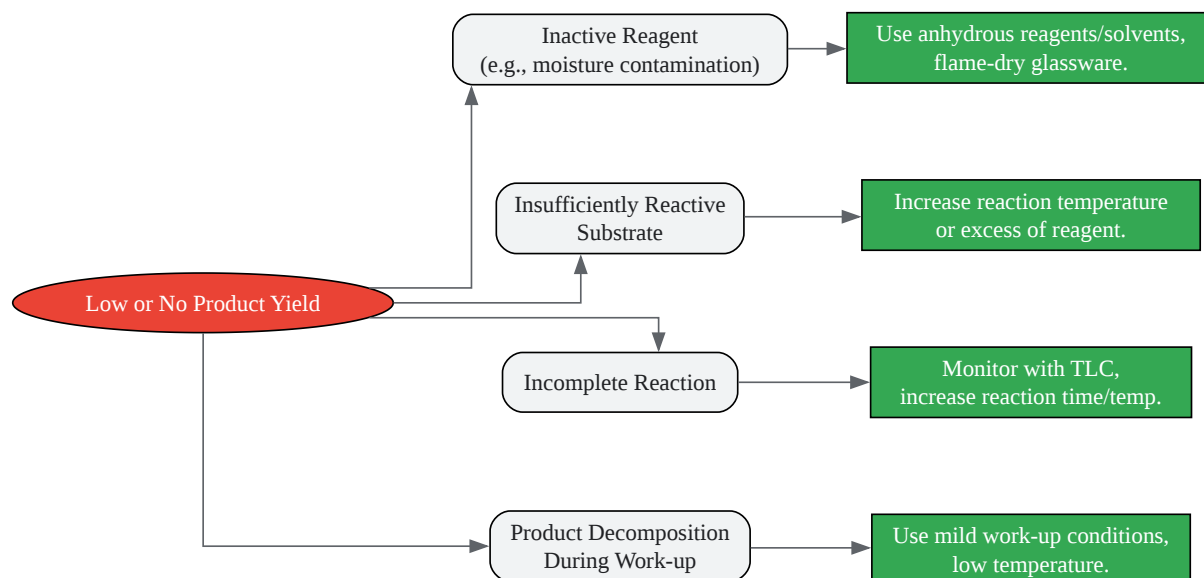 Inactive Reagent
(e.g., moisture contamination)
Use anhydrous reagents/solvents,
flame-dry glassware.
Insufficiently Reactive
Substrate
Increase reaction temperature
or excess of reagent.
Low or No Product Yield
Incomplete Reaction
Monitor with TLC,
increase reaction time/temp.
Product Decomposition
During Work-up
Use mild work-up conditions,
low temperature.